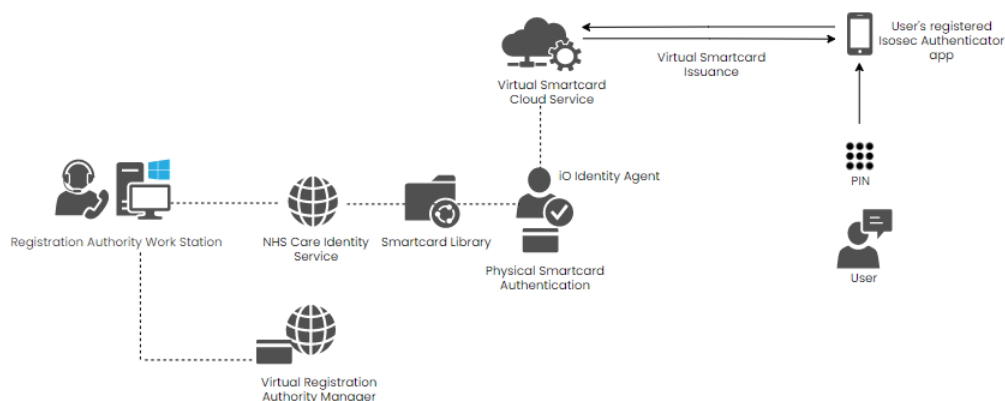 User's registered
Isosec Authenticator
app
Virtual Smartcard
Issuance
Virtual Smartcard
Cloud Service
iO Identity Agent
PIN
Registration Authority Work Station
NHS Care Identity
Service
Smartcard Library
Physical Smartcard
Authentication
User
Virtual Registration
Authority Manager